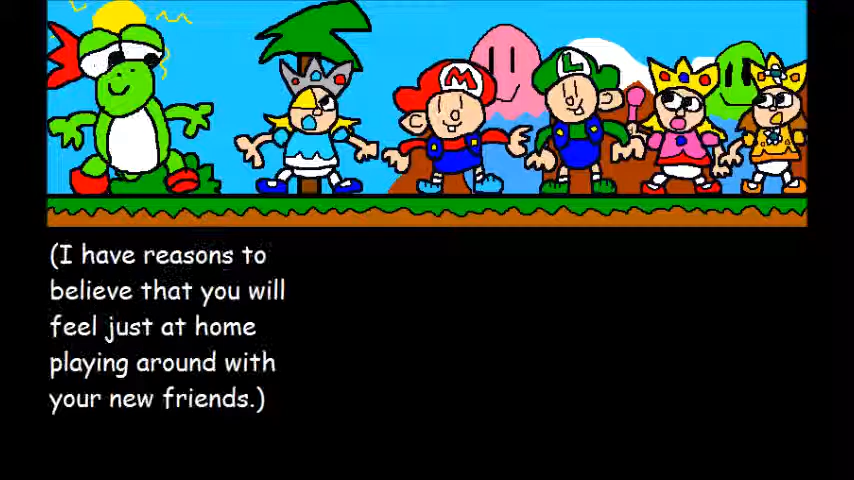 M
L
(I have reasons to
believe that you will
feel just at home
playing around with
your new friends.)